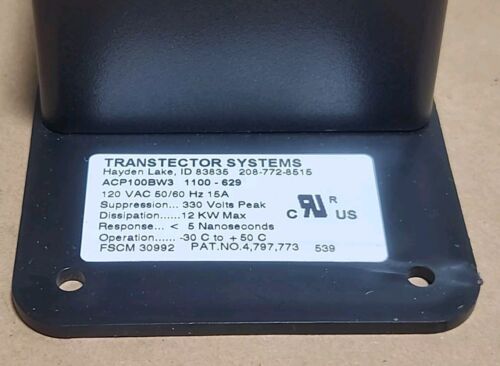 TRANSTECTOR SYSTEMS
Hayden Lake, ID 83835 208-772-8515
ACP100BW3 1100-629
120 VAC 50/60 Hz 15A
Suppression... 330 Volts Peak
Dissipation.....12 KW Max
Response... < 5 Nanoseconds
Operation...... -30 C to +50 C
FSCM 30992 PAT.NO.4,797,773 539
C RU R US